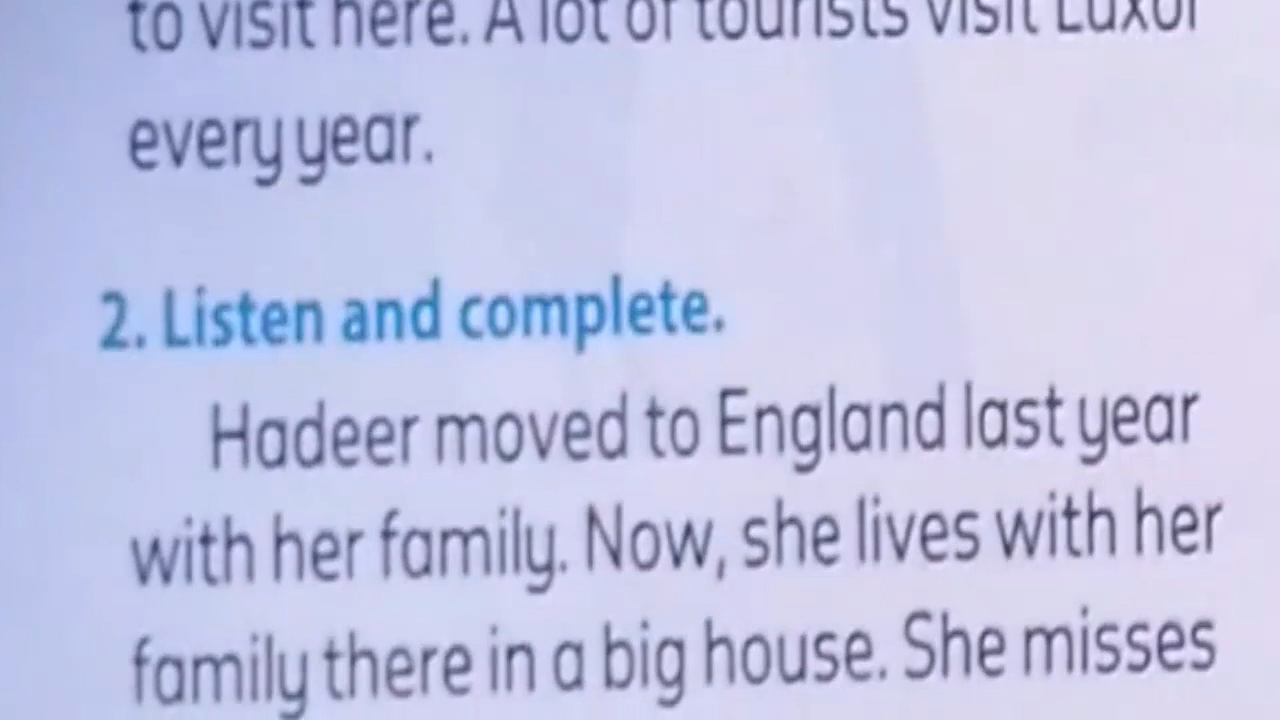 to visit here. A lot of tourists visit Luxor
every year.
2. Listen and complete.
Hadeer moved to England last year
with her family. Now, she lives with her
family there in a big house. She misses